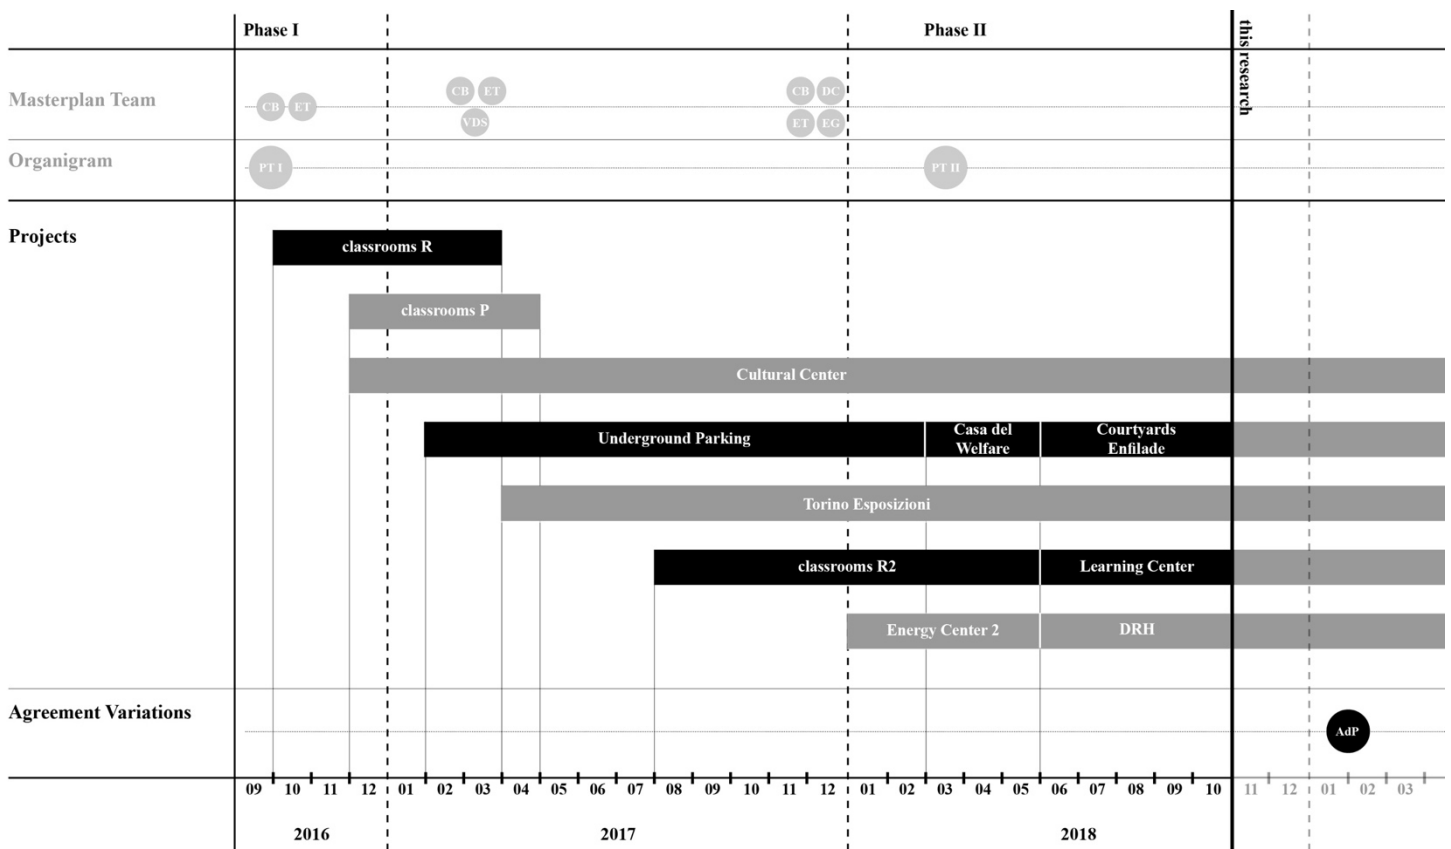 Phase I
Phase II
this research
Masterplan Team
CB
ET
CB
ET
VDS
CB
DC
ET
EG
Organigram
PT I
PT II
Projects
classrooms R
classrooms P
Cultural Center
Underground Parking
Casa del
Welfare
Courtyards
Enfilade
Torino Esposizioni
classrooms R2
Learning Center
Energy Center 2
DRH
Agreement Variations
AdP
09 10 11 12 01 02 03 04 05 06 07 08 09 10 11 12 01 02 03 04 05 06 07 08 09 10 11 12 01 02 03
2016 2017 2018